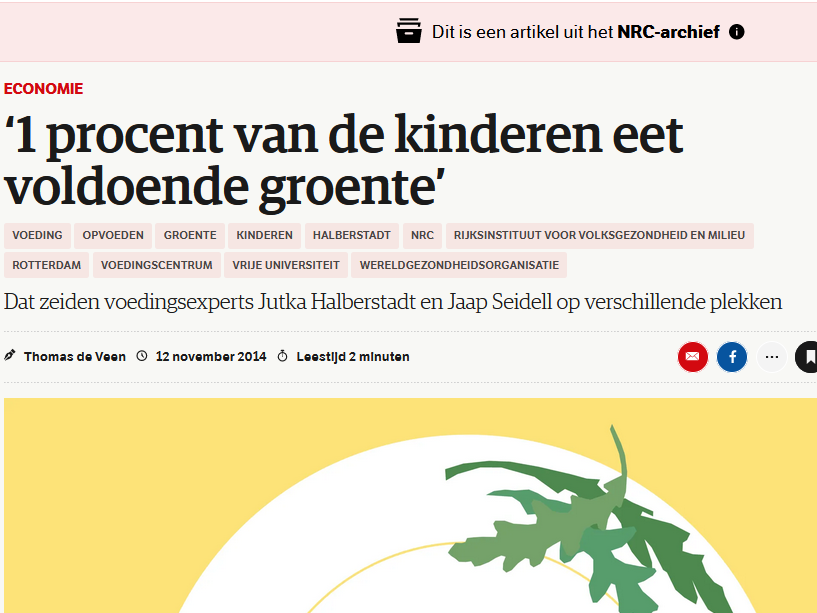 Dit is een artikel uit het NRC-archief
ECONOMIE
‘1 procent van de kinderen eet
voldoende groente’
VOEDING OPVOEDEN GROENTE KINDEREN HALBERSTADT NRC RIJKSINSTITUUT VOOR VOLKSGEZONDHEID EN MILIEU
ROTTERDAM VOEDINGSCENTRUM VRIJE UNIVERSITEIT WERELDGEZONDHEIDSORGANISATIE
Dat zeiden voedingsexperts Jutka Halberstadt en Jaap Seidell op verschillende plekken
Thomas de Veen 12 november 2014 Leestijd 2 minuten